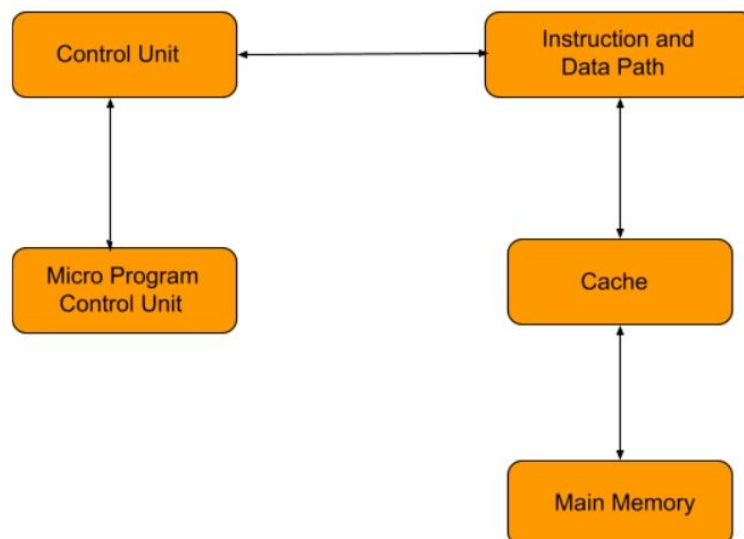 Control Unit
Instruction and
Data Path
Micro Program
Control Unit
Cache
Main Memory